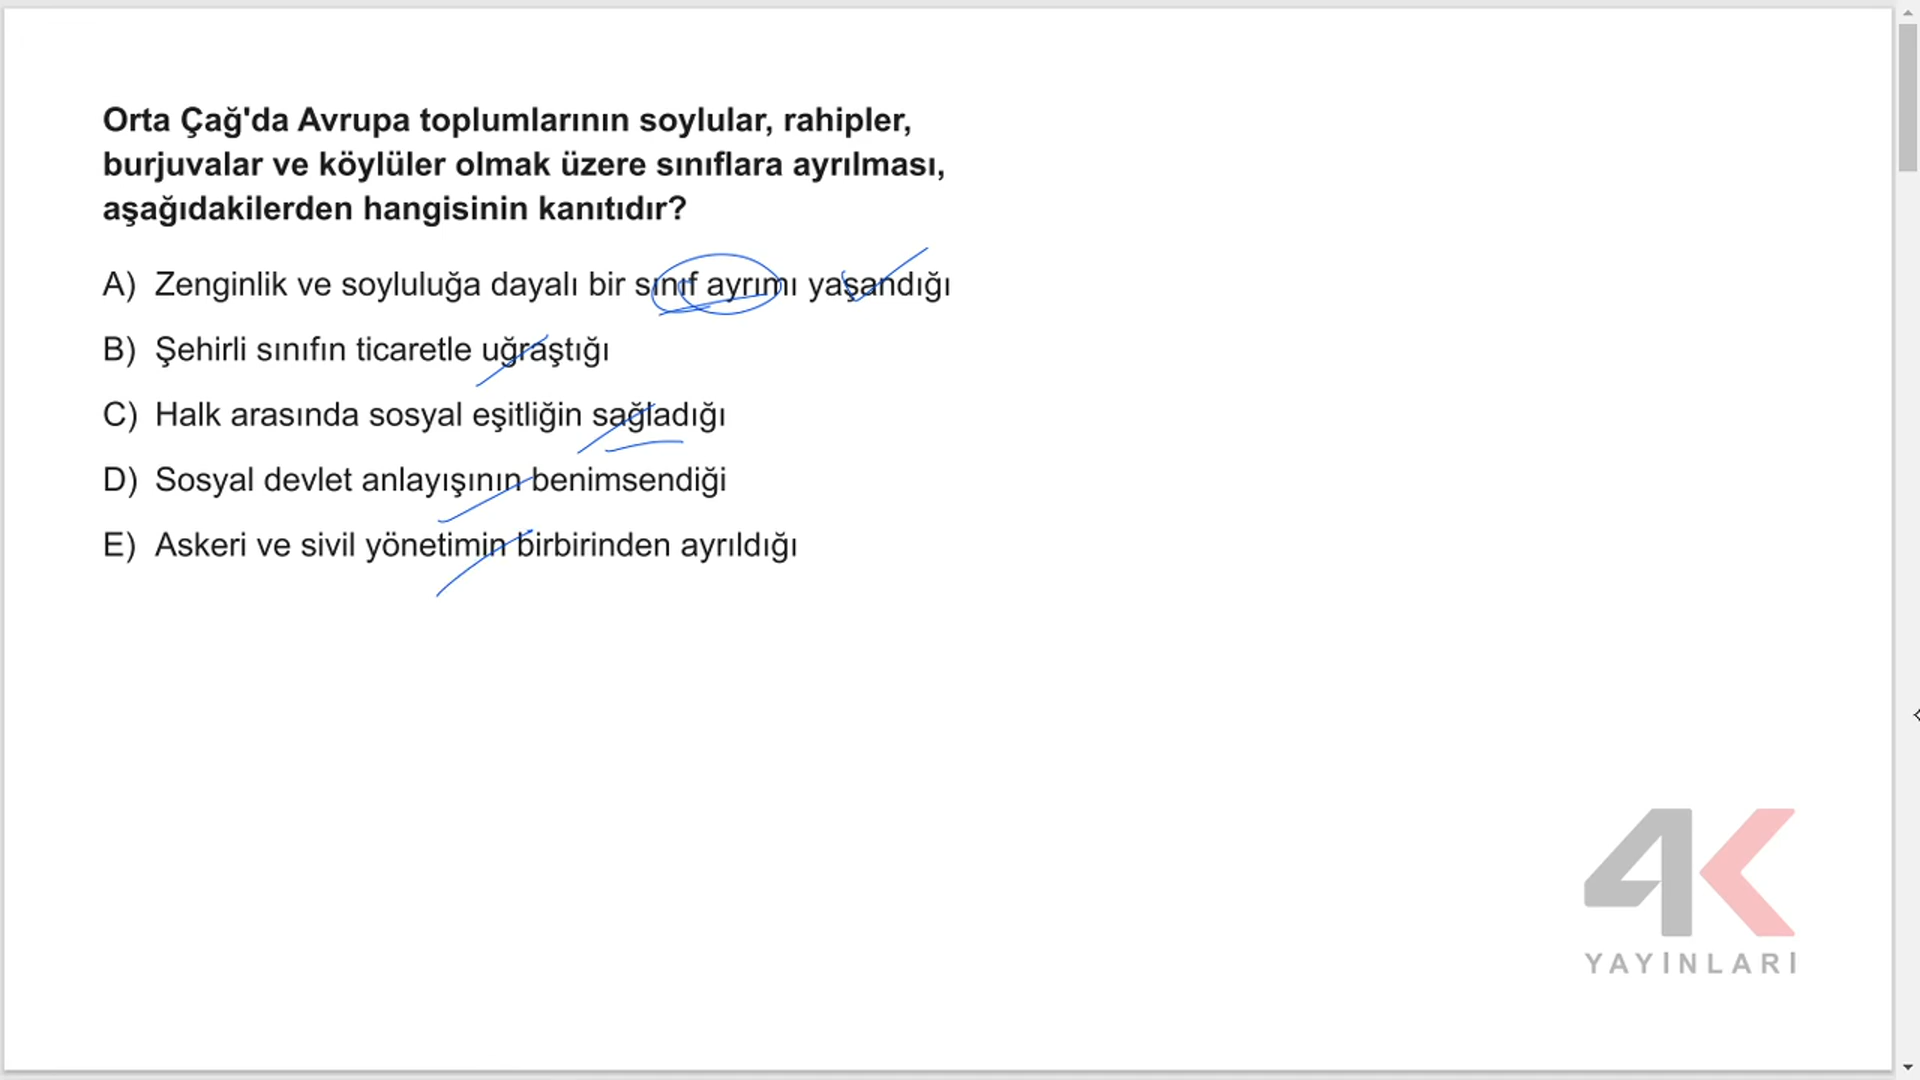 Orta Çağ'da Avrupa toplumlarının soylular, rahipler,
burjuvalar ve köylüler olmak üzere sınıflara ayrılması,
aşağıdakilerden hangisinin kanıtıdır?
A) Zenginlik ve soyluluğa dayalı bir sınıf ayrımı yaşandığı
B) Şehirli sınıfın ticaretle uğraştığı
C) Halk arasında sosyal eşitliğin sağladığı
D) Sosyal devlet anlayışının benimsendiği
E) Askeri ve sivil yönetimin birbirinden ayrıldığı
4K
YAYINLARI